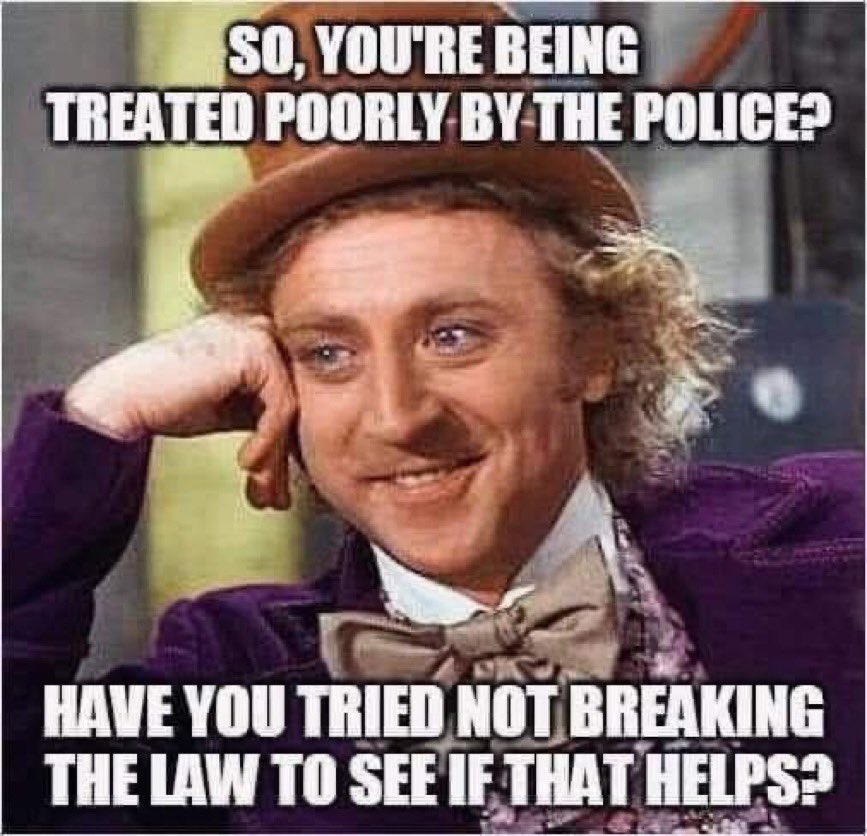 SO, YOU'RE BEING
TREATED POORLY BY THE POLICE?
HAVE YOU TRIED NOT BREAKING
THE LAW TO SEE IF THAT HELPS?